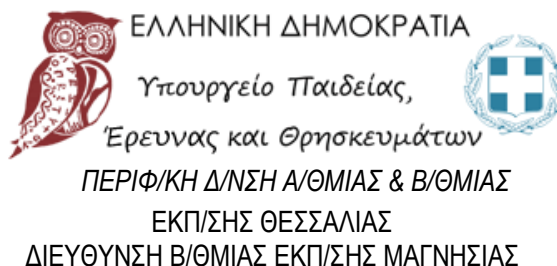 ΕΛΛΗΝΙΚΗ ΔΗΜΟΚΡΑΤΙΑ
Υπουργείο Παιδείας,
Έρευνας και Θρησκευμάτων
ΠΕΡΙΦ/ΚΗ Δ/ΝΣΗ Α/ΘΜΙΑΣ & Β/ΘΜΙΑΣ
ΕΚΠ/ΣΗΣ ΘΕΣΣΑΛΙΑΣ
ΔΙΕΥΘΥΝΣΗ Β/ΘΜΙΑΣ ΕΚΠ/ΣΗΣ ΜΑΓΝΗΣΙΑΣ